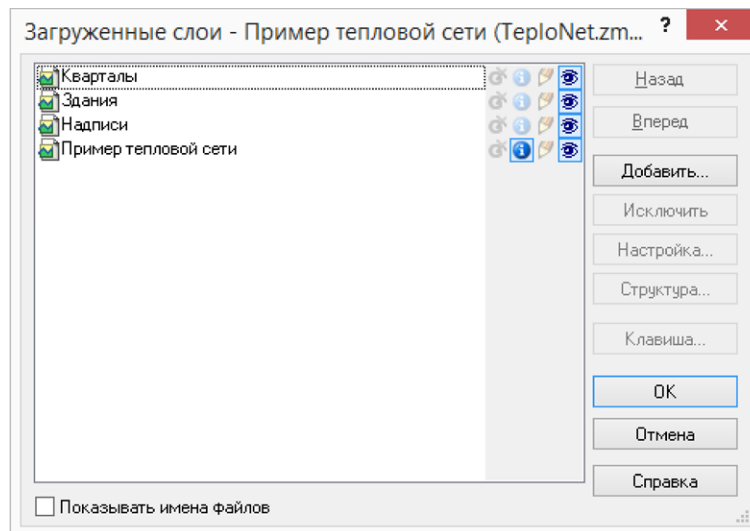 Загруженные слои - Пример тепловой сети (TeploNet.zm...
Кварталы
Здания
Надписи
Пример тепловой сети
Назад
Вперед
Добавить...
Исключить
Настройка...
Структура...
Клавиша...
OK
Отмена
Справка
Показывать имена файлов